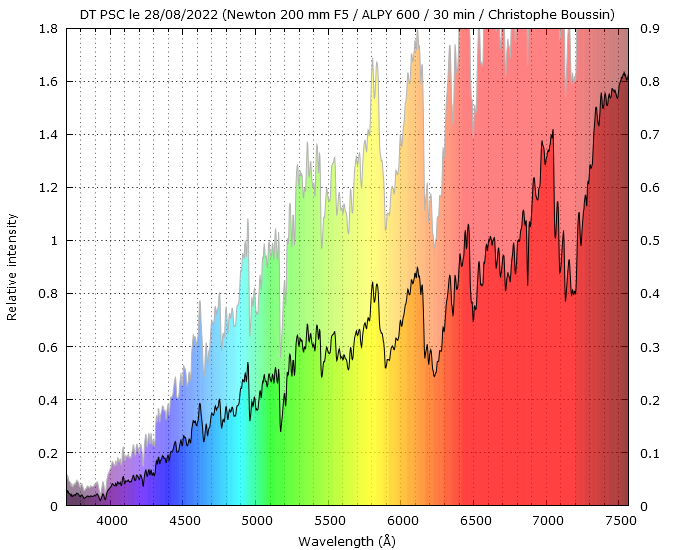 DT PSC le 28/08/2022 (Newton 200 mm F5 / ALPY 600 / 30 min / Christophe Boussin)
1.8 0.9
1.6 0.8
1.4 0.7
1.2 0.6
1 0.5
0.8 0.4
0.6 0.3
0.4 0.2
0.2 0.1
0 0
Relative intensity
4000 4500 5000 5500 6000 6500 7000 7500
Wavelength (Å)